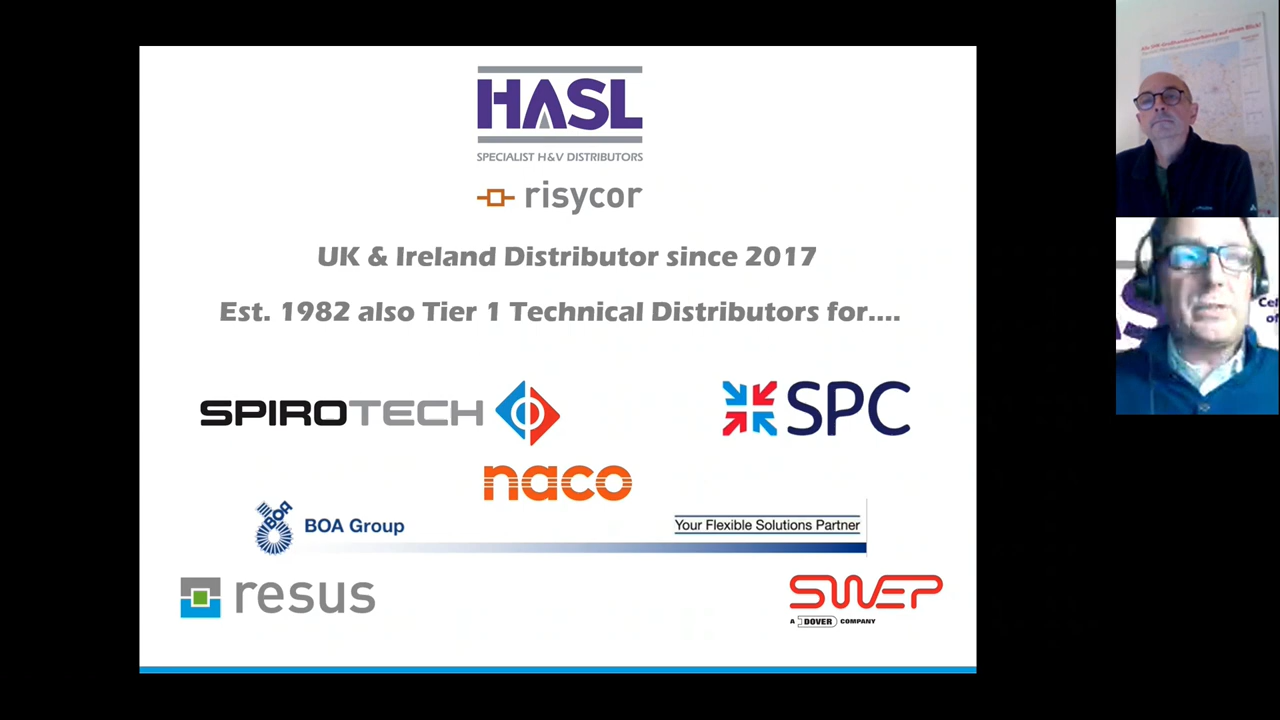 HASL
SPECIALIST H&V DISTRIBUTORS
risycor
UK & Ireland Distributor since 2017
Est. 1982 also Tier 1 Technical Distributors for....
SPIROTECH
SPC
naco
BOA
BOA Group
Your Flexible Solutions Partner
resus
SWEP
A DOVER COMPANY